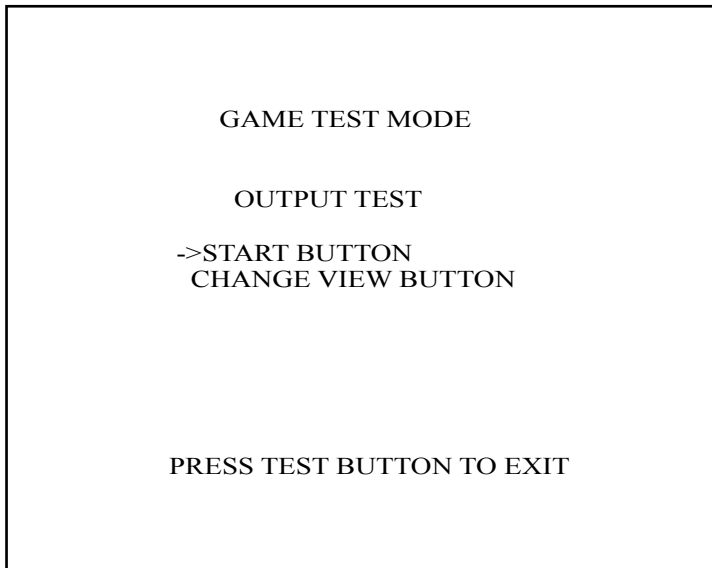 GAME TEST MODE
OUTPUT TEST
->START BUTTON
CHANGE VIEW BUTTON
PRESS TEST BUTTON TO EXIT